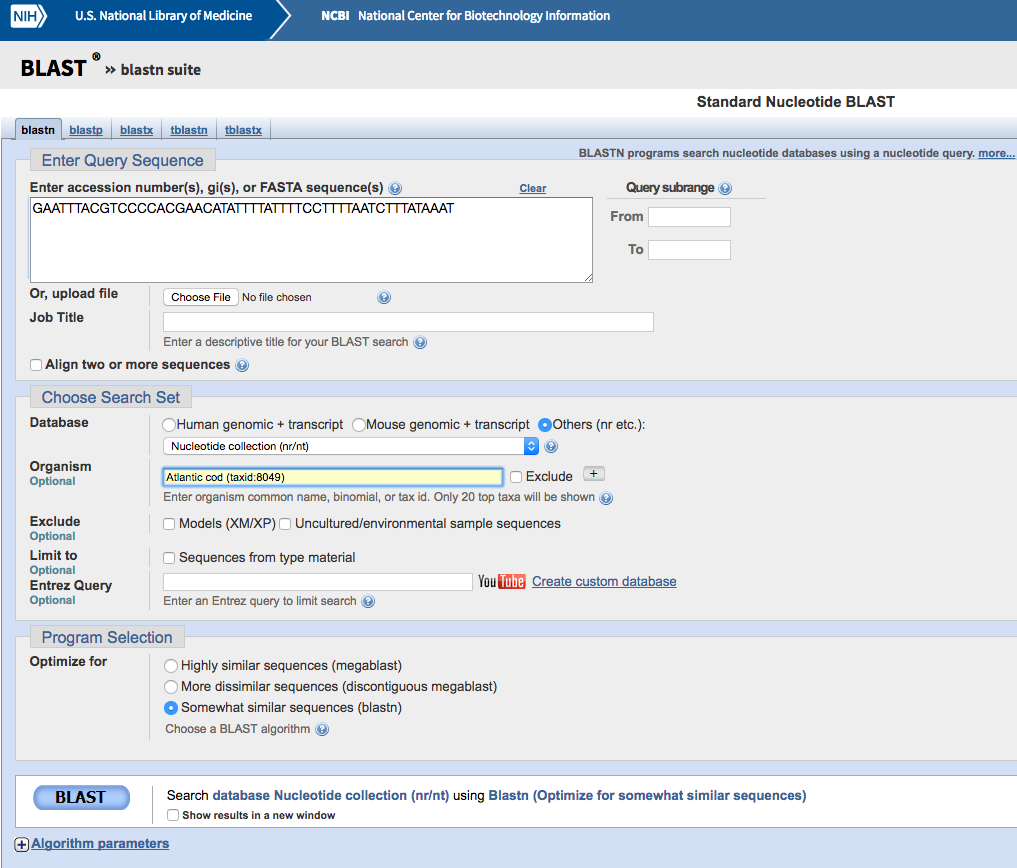 NIH U.S. National Library of Medicine NCBI National Center for Biotechnology Information
BLAST ® » blastn suite
Standard Nucleotide BLAST
blastn blastp blastx tblastn tblastx
Enter Query Sequence
BLASTN programs search nucleotide databases using a nucleotide query. more...
Enter accession number(s), gi(s), or FASTA sequence(s) ? Clear Query subrange ?
GAATTTACGTCCCCACGAACATATTTTATTTTCCTTTTAATCTTTATAAAT
From
To
Or, upload file Choose File No file chosen ?
Job Title
Enter a descriptive title for your BLAST search ?
Align two or more sequences ?
Choose Search Set
Database Human genomic + transcript Mouse genomic + transcript Others (nr etc.):
Nucleotide collection (nr/nt) ?
Organism
Optional
Atlantic cod (taxid:8049) Exclude +
Enter organism common name, binomial, or tax id. Only 20 top taxa will be shown ?
Exclude
Optional
Models (XM/XP) Uncultured/environmental sample sequences
Limit to
Optional
Sequences from type material
Entrez Query
Optional
YouTube Create custom database
Enter an Entrez query to limit search ?
Program Selection
Optimize for
Highly similar sequences (megablast)
More dissimilar sequences (discontiguous megablast)
Somewhat similar sequences (blastn)
Choose a BLAST algorithm ?
BLAST Search database Nucleotide collection (nr/nt) using Blastn (Optimize for somewhat similar sequences)
Show results in a new window
+ Algorithm parameters